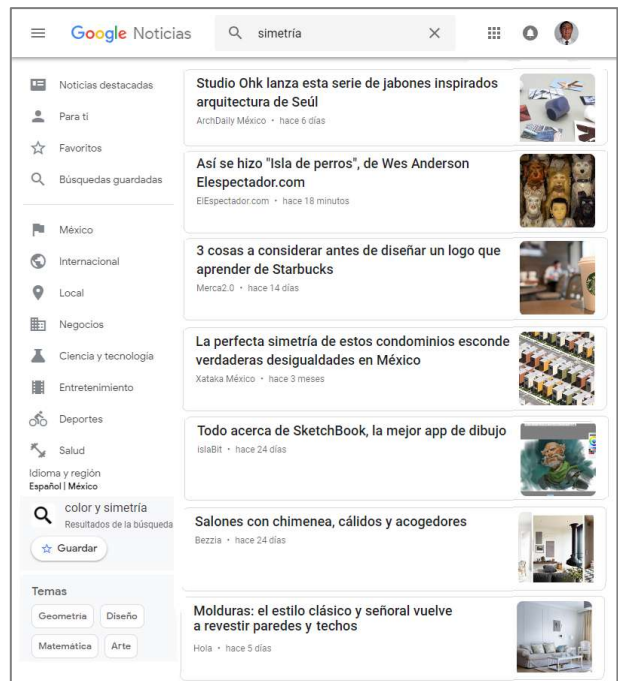 Google Noticias
simetría
Noticias destacadas
Para ti
Favoritos
Búsquedas guardadas
México
Internacional
Local
Negocios
Ciencia y tecnología
Entretenimiento
Deportes
Salud
Idioma y región
Español | México
color y simetría
Resultados de la búsqueda
Guardar
Temas
Geometria
Diseño
Matemática
Arte
Studio Ohk lanza esta serie de jabones inspirados
arquitectura de Seúl
ArchDaily México • hace 6 días
Así se hizo "Isla de perros", de Wes Anderson
Elespectador.com
ElEspectador.com • hace 18 minutos
3 cosas a considerar antes de diseñar un logo que
aprender de Starbucks
Merca2.0 • hace 14 días
La perfecta simetría de estos condominios esconde
verdaderas desigualdades en México
Xataka México • hace 3 meses
Todo acerca de SketchBook, la mejor app de dibujo
islaBit • hace 24 días
Salones con chimenea, cálidos y acogedores
Bezzia • hace 24 días
Molduras: el estilo clásico y señoral vuelve
a revestir paredes y techos
Hola • hace 5 días